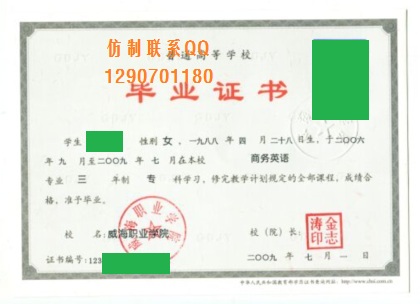 仿制联系QQ
1290701180
普通高等学校
毕业证书
学生 性别 女，一九八八年 四 月 二十八 日生，于二〇〇六
年 九 月至二〇〇九 年 七 月在本校 商务英语
专业 三 年制 专 科学习，修完教学计划规定的全部课程，成绩合
格，准予毕业。
校 名：威海职业学院
校（院）长：
金志涛印
证书编号：123
二〇〇九 年 七 月 一 日